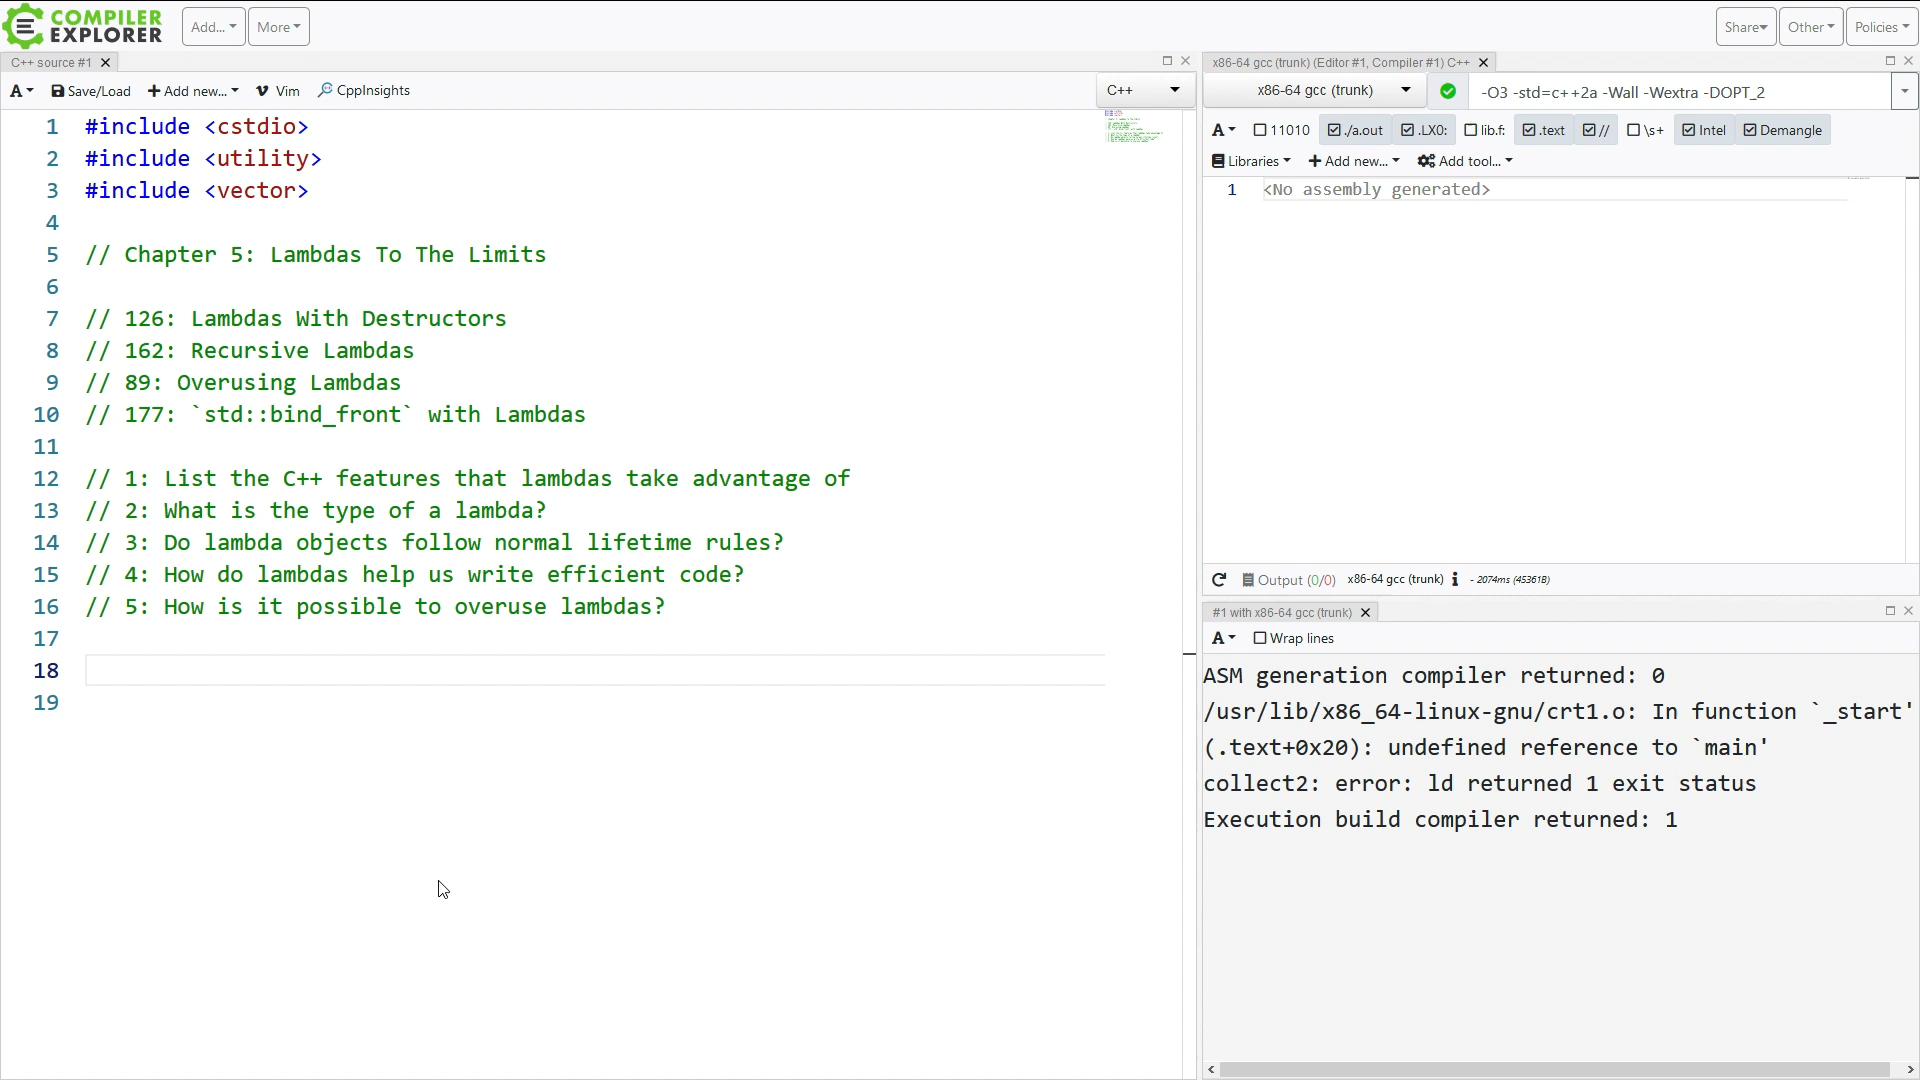 COMPILER
EXPLORER
Add...
More
Share
Other
Policies
C++ source #1
A
Save/Load
Add new...
Vim
CppInsights
C++
1 #include <cstdio>
2 #include <utility>
3 #include <vector>
4
5 // Chapter 5: Lambdas To The Limits
6
7 // 126: Lambdas With Destructors
8 // 162: Recursive Lambdas
9 // 89: Overusing Lambdas
10 // 177: `std::bind_front` with Lambdas
11
12 // 1: List the C++ features that lambdas take advantage of
13 // 2: What is the type of a lambda?
14 // 3: Do lambda objects follow normal lifetime rules?
15 // 4: How do lambdas help us write efficient code?
16 // 5: How is it possible to overuse lambdas?
17
18
19
x86-64 gcc (trunk) (Editor #1, Compiler #1) C++
x86-64 gcc (trunk)
-O3 -std=c++2a -Wall -Wextra -DOPT_2
A 11010 ./a.out .LX0: lib.f: .text // \s+ Intel Demangle
Libraries Add new... Add tool...
1 <No assembly generated>
Output (0/0) x86-64 gcc (trunk) i - 2074ms (45361B)
#1 with x86-64 gcc (trunk)
A Wrap lines
ASM generation compiler returned: 0
/usr/lib/x86_64-linux-gnu/crt1.o: In function `_start'
(.text+0x20): undefined reference to `main'
collect2: error: ld returned 1 exit status
Execution build compiler returned: 1